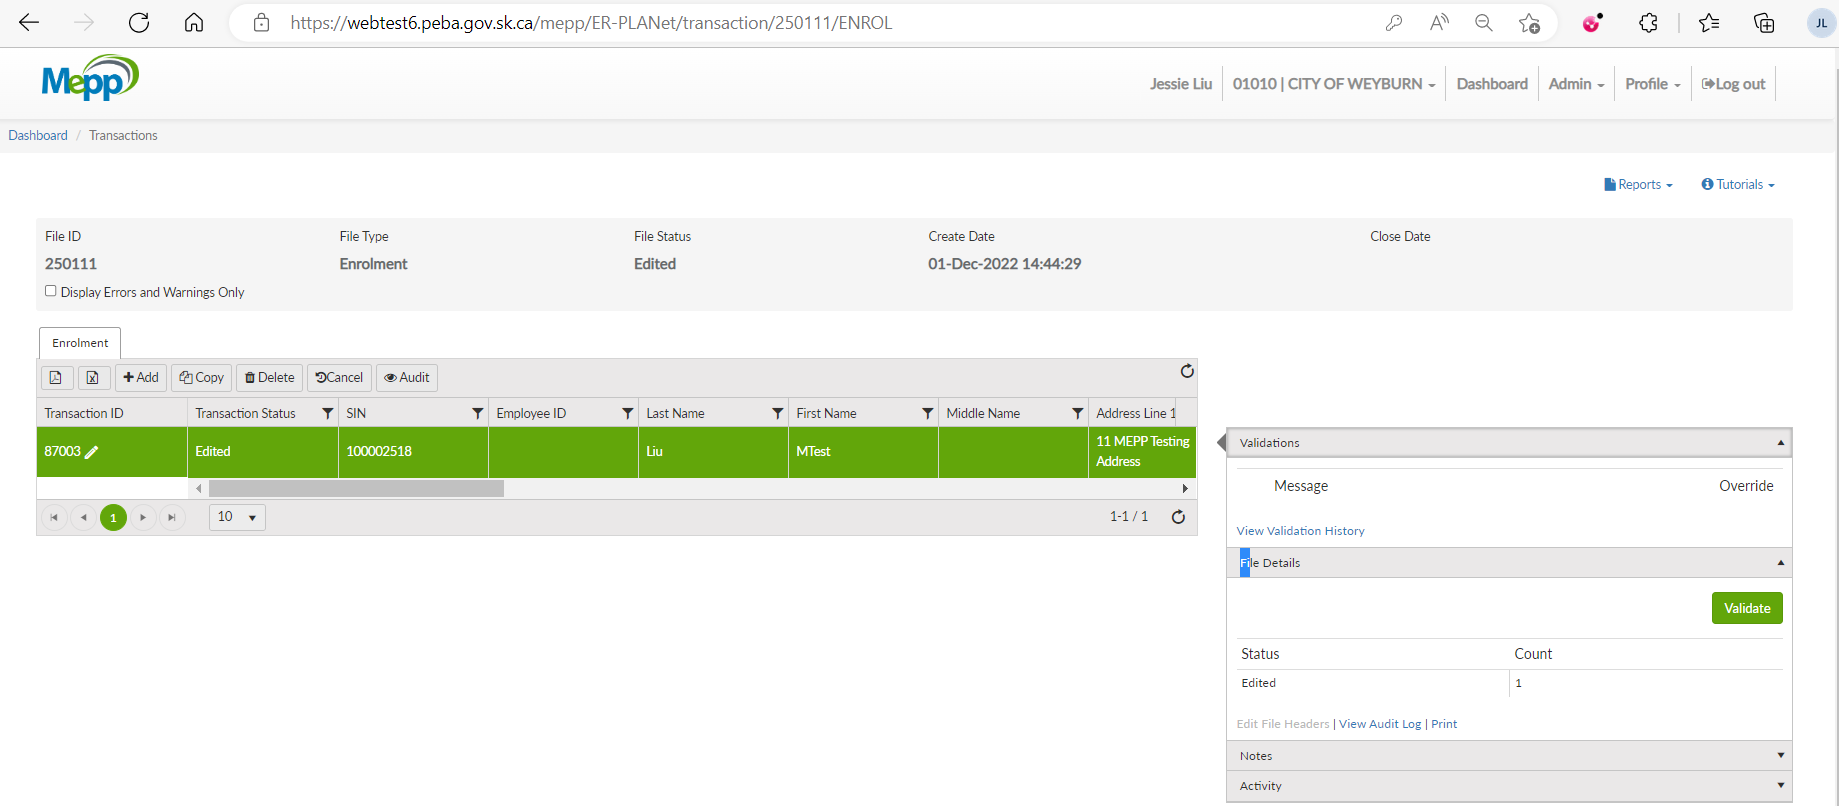 https://webtest6.peba.gov.sk.ca/mepp/ER-PLANet/transaction/250111/ENROL
JL
Mepp
Jessie Liu
01010 | CITY OF WEYBURN
Dashboard
Admin
Profile
Log out
Dashboard / Transactions
Reports
Tutorials
File ID File Type File Status Create Date Close Date
250111 Enrolment Edited 01-Dec-2022 14:44:29
Display Errors and Warnings Only
Enrolment
Add Copy Delete Cancel Audit
Transaction ID Transaction Status SIN Employee ID Last Name First Name Middle Name Address Line 1
87003 Edited 100002518 Liu MTest 11 MEPP Testing
Address
1 10 1-1 / 1
Validations
Message Override
View Validation History
File Details
Validate
Status Count
Edited 1
Edit File Headers | View Audit Log | Print
Notes
Activity